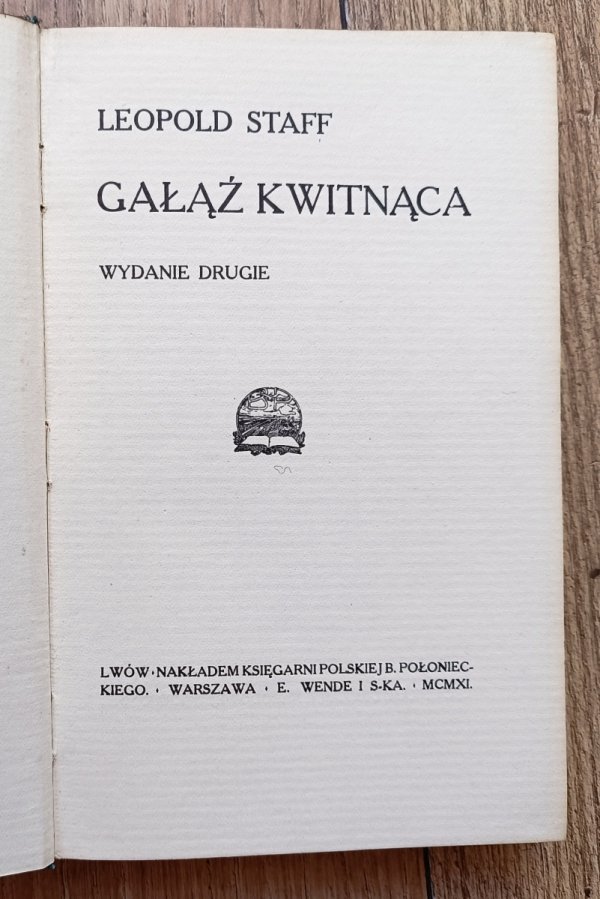 LEOPOLD STAFF
GAŁĄŹ KWITNĄCA
WYDANIE DRUGIE
LWÓW · NAKŁADEM KSIĘGARNI POLSKIEJ B. POŁONIEC-
KIEGO. · WARSZAWA · E. WENDE I S-KA. · MCMXI.